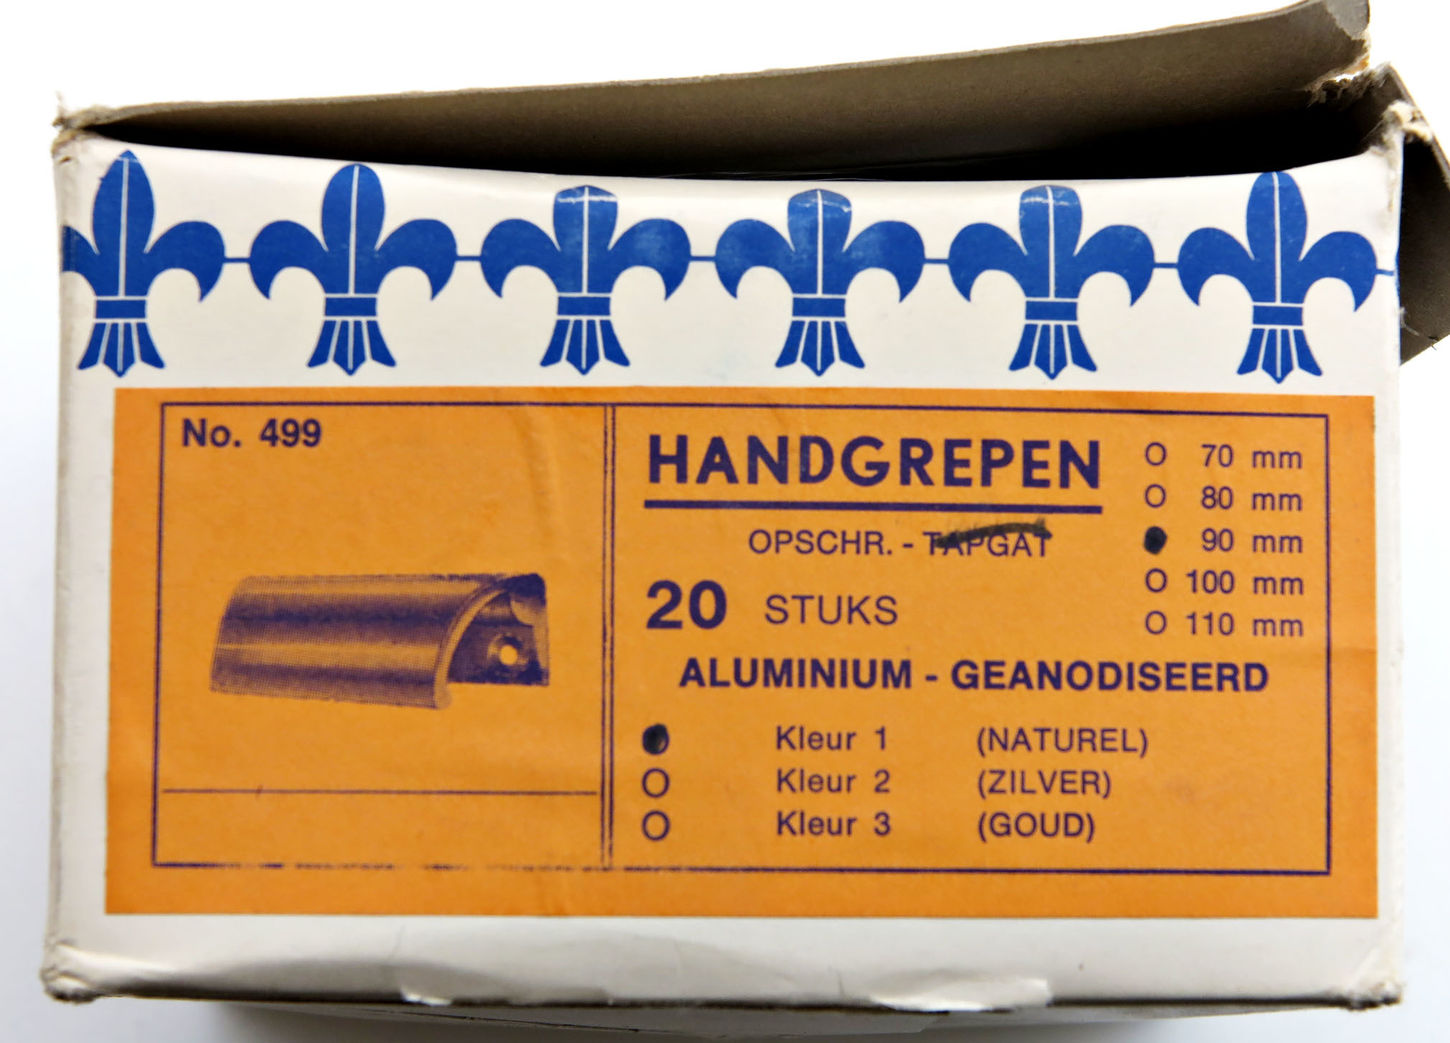 No. 499
HANDGREPEN
OPSCHR. - TAPGAT
20 STUKS
70 mm
80 mm
90 mm
100 mm
110 mm
ALUMINIUM - GEANODISEERD
Kleur 1 (NATUREL)
Kleur 2 (ZILVER)
Kleur 3 (GOUD)